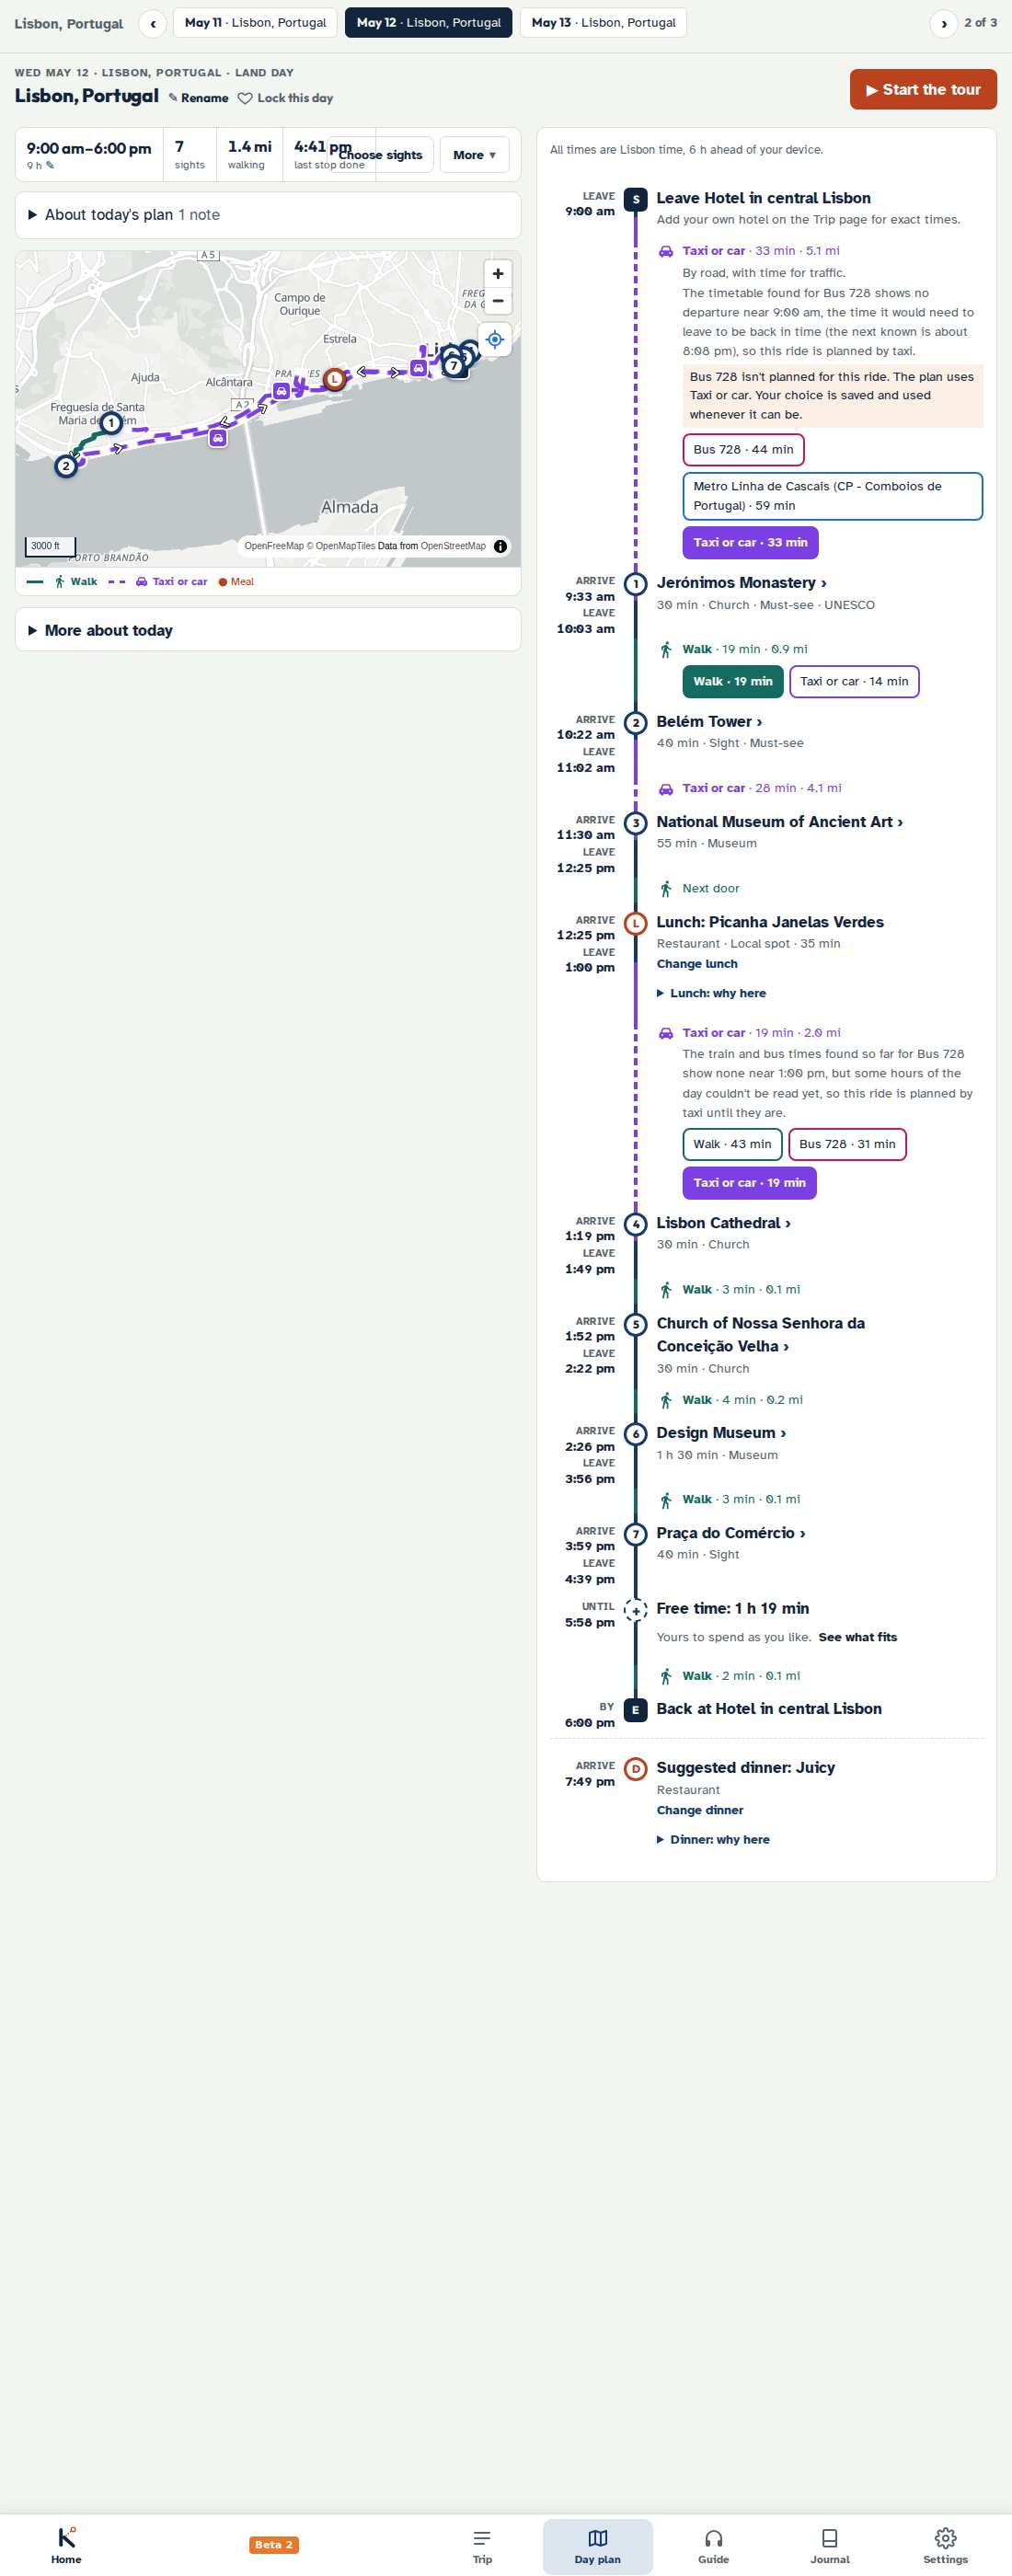 Lisbon, Portugal
‹
May 11 · Lisbon, Portugal
May 12 · Lisbon, Portugal
May 13 · Lisbon, Portugal
›
2 of 3
WED MAY 12 · LISBON, PORTUGAL · LAND DAY
Lisbon, Portugal
✎ Rename
Lock this day
▶ Start the tour
9:00 am–6:00 pm
9 h ✎
7
sights
1.4 mi
walking
4:41 pm
last stop done
Choose sights
More ▾
▶ About today's plan 1 note
A 5
Campo de
Ourique
FREG
DA
Estrela
Ajuda
Alcântara
PRA
ES
L
Li
7
A 2
Freguesia de Santa
Maria de
ém
1
2
Almada
3000 ft
PORTO BRANDÃO
OpenFreeMap © OpenMapTiles Data from OpenStreetMap
+
−
Walk
Taxi or car
Meal
▶ More about today
All times are Lisbon time, 6 h ahead of your device.
LEAVE
9:00 am
S
Leave Hotel in central Lisbon
Add your own hotel on the Trip page for exact times.
Taxi or car · 33 min · 5.1 mi
By road, with time for traffic.
The timetable found for Bus 728 shows no
departure near 9:00 am, the time it would need to
leave to be back in time (the next known is about
8:08 pm), so this ride is planned by taxi.
Bus 728 isn't planned for this ride. The plan uses
Taxi or car. Your choice is saved and used
whenever it can be.
Bus 728 · 44 min
Metro Linha de Cascais (CP - Comboios de
Portugal) · 59 min
Taxi or car · 33 min
ARRIVE
9:33 am
LEAVE
10:03 am
1
Jerónimos Monastery ›
30 min · Church · Must-see · UNESCO
Walk · 19 min · 0.9 mi
Walk · 19 min
Taxi or car · 14 min
ARRIVE
10:22 am
LEAVE
11:02 am
2
Belém Tower ›
40 min · Sight · Must-see
Taxi or car · 28 min · 4.1 mi
ARRIVE
11:30 am
LEAVE
12:25 pm
3
National Museum of Ancient Art ›
55 min · Museum
Next door
ARRIVE
12:25 pm
LEAVE
1:00 pm
L
Lunch: Picanha Janelas Verdes
Restaurant · Local spot · 35 min
Change lunch
▶ Lunch: why here
Taxi or car · 19 min · 2.0 mi
The train and bus times found so far for Bus 728
show none near 1:00 pm, but some hours of the
day couldn't be read yet, so this ride is planned by
taxi until they are.
Walk · 43 min
Bus 728 · 31 min
Taxi or car · 19 min
ARRIVE
1:19 pm
LEAVE
1:49 pm
4
Lisbon Cathedral ›
30 min · Church
Walk · 3 min · 0.1 mi
ARRIVE
1:52 pm
LEAVE
2:22 pm
5
Church of Nossa Senhora da
Conceição Velha ›
30 min · Church
Walk · 4 min · 0.2 mi
ARRIVE
2:26 pm
LEAVE
3:56 pm
6
Design Museum ›
1 h 30 min · Museum
Walk · 3 min · 0.1 mi
ARRIVE
3:59 pm
LEAVE
4:39 pm
7
Praça do Comércio ›
40 min · Sight
UNTIL
5:58 pm
+
Free time: 1 h 19 min
Yours to spend as you like. See what fits
Walk · 2 min · 0.1 mi
BY
6:00 pm
E
Back at Hotel in central Lisbon
ARRIVE
7:49 pm
D
Suggested dinner: Juicy
Restaurant
Change dinner
▶ Dinner: why here
Home
Beta 2
Trip
Day plan
Guide
Journal
Settings